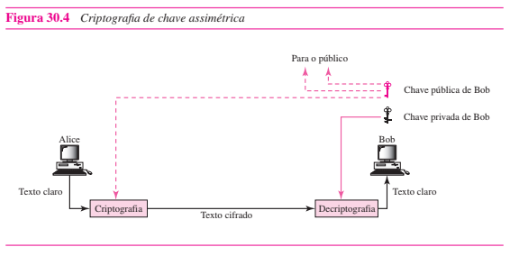 Figura 30.4 Criptografia de chave assimétrica
Para o público
Chave pública de Bob
Chave privada de Bob
Alice
Bob
Texto claro
Texto claro
Criptografia
Texto cifrado
Decriptografia